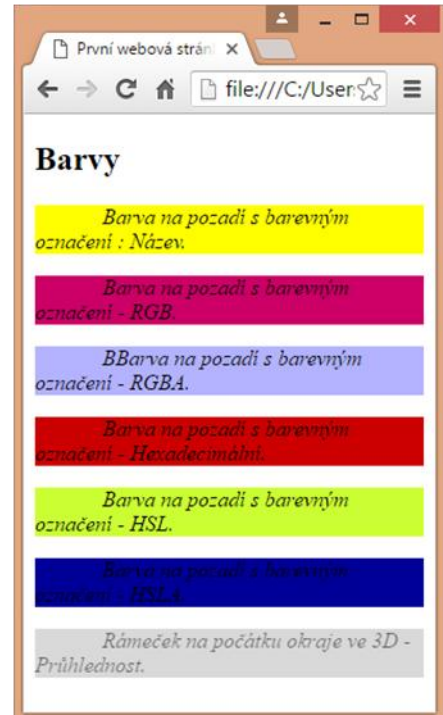 První webová strán
file:///C:/User
Barvy
Barva na pozadí s barevným
označení : Název.
Barva na pozadí s barevným
označení - RGB.
BBarva na pozadí s barevným
označení - RGBA.
Barva na pozadí s barevným
označení - Hexadecimální.
Barva na pozadí s barevným
označení - HSL.
Barva na pozadí s barevným
označení - HSLA.
Rámeček na počátku okraje ve 3D -
Průhlednost.